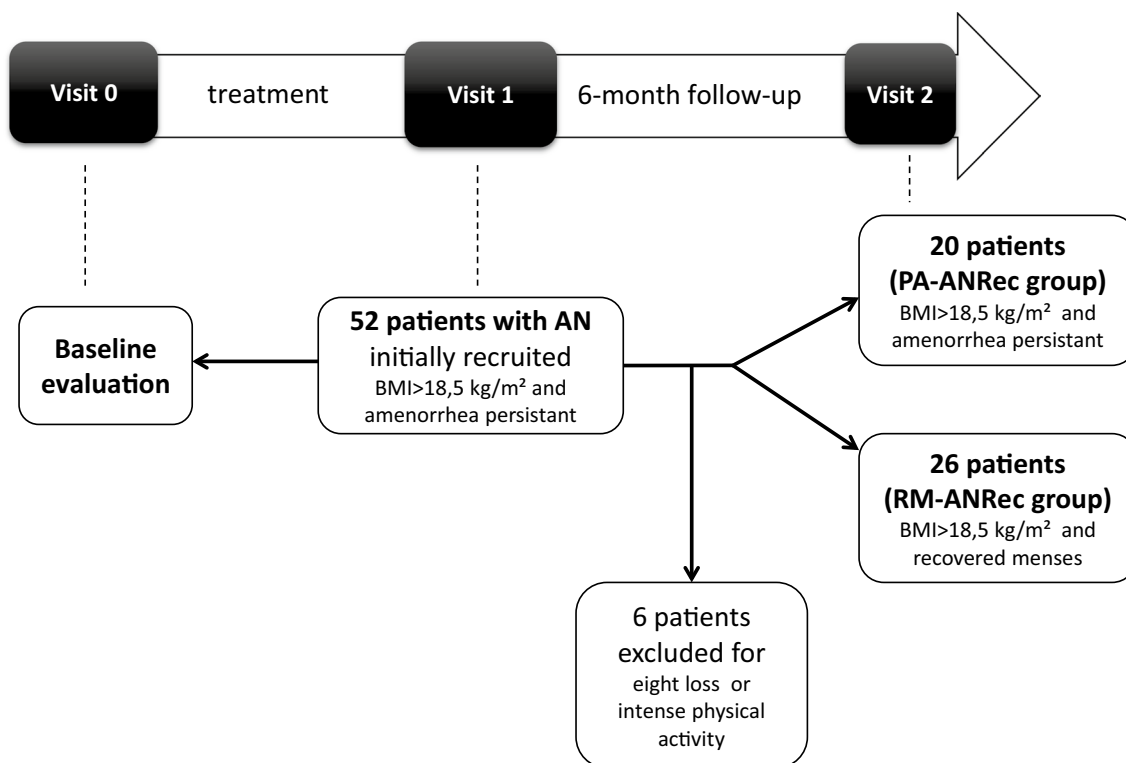 Visit 0
treatment
Visit 1
6-month follow-up
Visit 2
Baseline
evaluation
52 patients with AN
initially recruited
BMI>18,5 kg/m² and
amenorrhea persistant
20 patients
(PA-ANRec group)
BMI>18,5 kg/m² and
amenorrhea persistant
26 patients
(RM-ANRec group)
BMI>18,5 kg/m² and
recovered menses
6 patients
excluded for
eight loss or
intense physical
activity